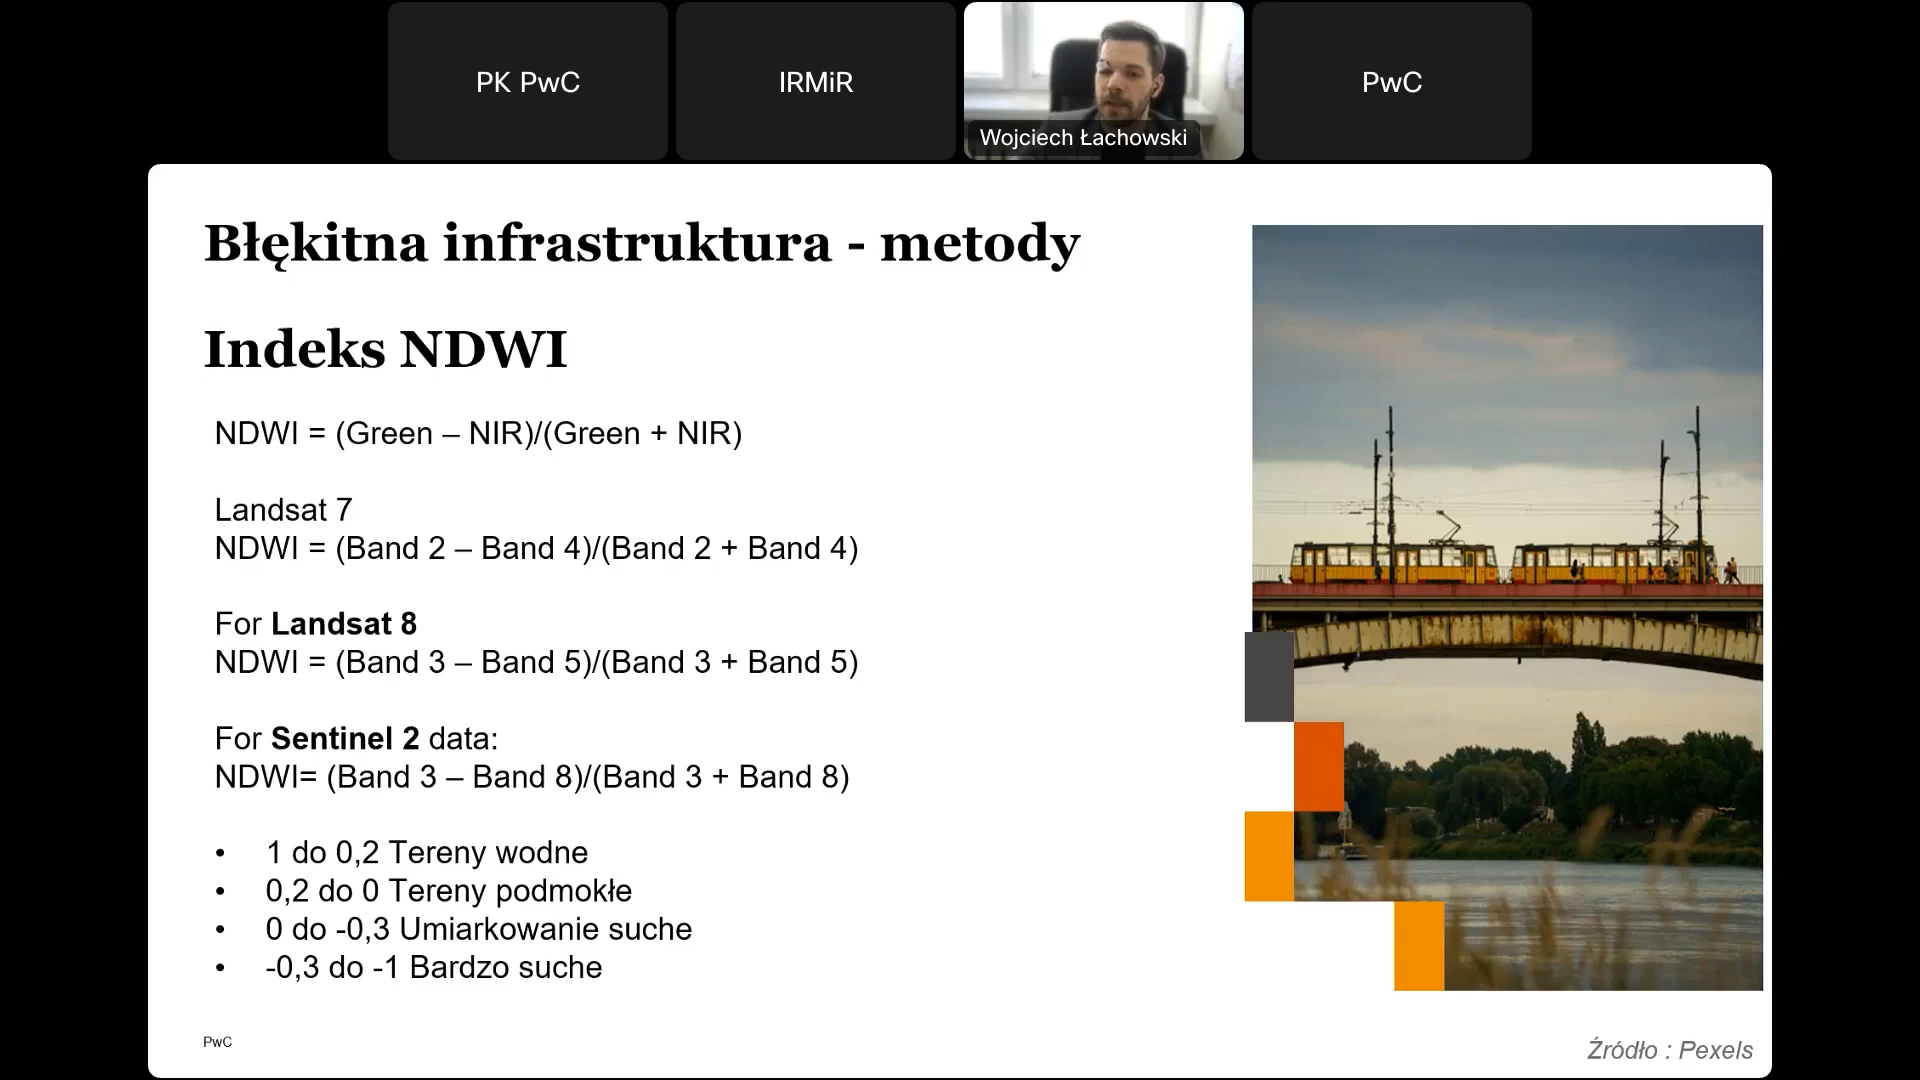 PK PwC
IRMiR
Wojciech Łachowski
PwC
Błękitna infrastruktura - metody
Indeks NDWI
NDWI = (Green – NIR)/(Green + NIR)
Landsat 7
NDWI = (Band 2 – Band 4)/(Band 2 + Band 4)
For Landsat 8
NDWI = (Band 3 – Band 5)/(Band 3 + Band 5)
For Sentinel 2 data:
NDWI= (Band 3 – Band 8)/(Band 3 + Band 8)
• 1 do 0,2 Tereny wodne
• 0,2 do 0 Tereny podmokłe
• 0 do -0,3 Umiarkowanie suche
• -0,3 do -1 Bardzo suche
PwC
Źródło : Pexels